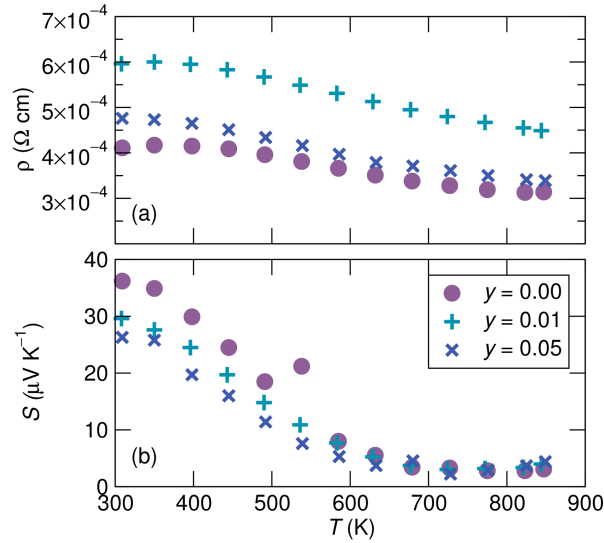 7×10⁻⁴
6×10⁻⁴
5×10⁻⁴
4×10⁻⁴
3×10⁻⁴
ρ (Ω cm)
(a)
40
30
20
10
0
S (μV K⁻¹)
y = 0.00
y = 0.01
y = 0.05
(b)
300 400 500 600 700 800 900
T (K)